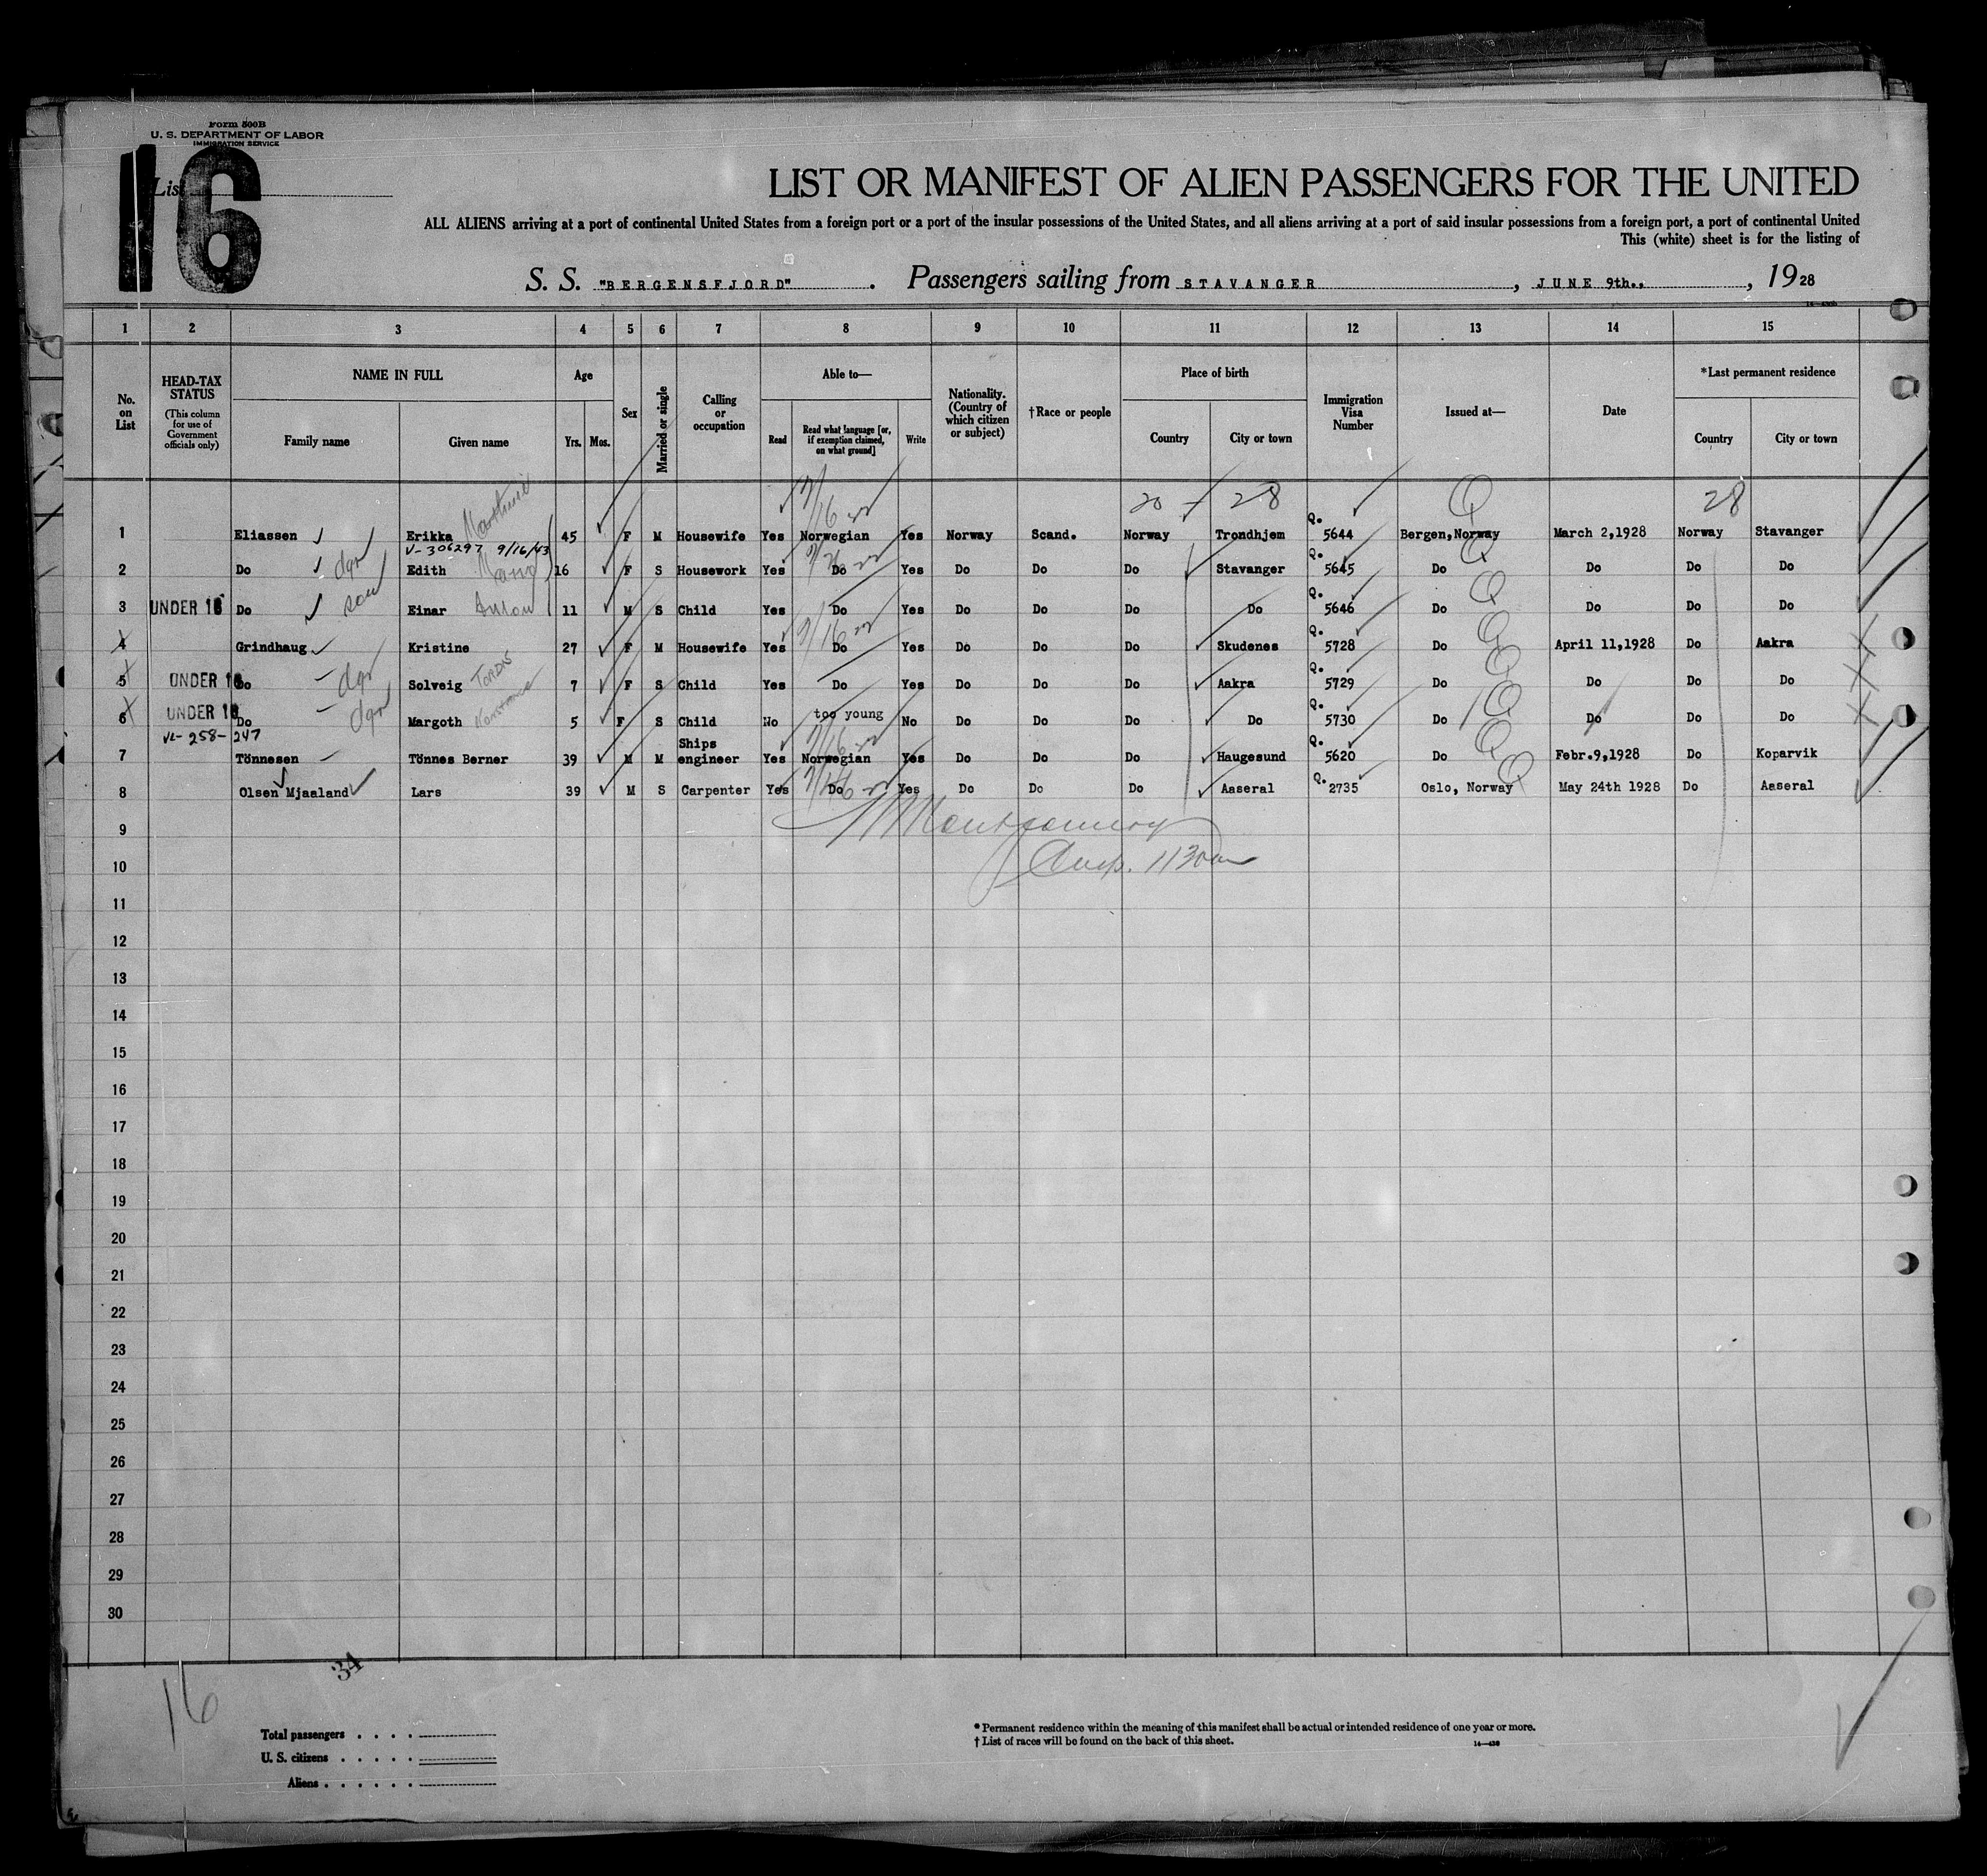 Form 500B
U. S. DEPARTMENT OF LABOR
IMMIGRATION SERVICE
List
16
LIST OR MANIFEST OF ALIEN PASSENGERS FOR THE UNITED
ALL ALIENS arriving at a port of continental United States from a foreign port or a port of the insular possessions of the United States, and all aliens arriving at a port of said insular possessions from a foreign port, a port of continental United
This (white) sheet is for the listing of
S. S. "BERGENSFJORD". Passengers sailing from STAVANGER, JUNE 9th., 1928
1 2 3 4 5 6 7 8 9 10 11 12 13 14 15
No. on List
HEAD-TAX STATUS
(This column for use of Government officials only)
NAME IN FULL
Family name Given name
Age
Yrs. Mos.
Sex
Married or single
Calling or occupation
Able to—
Read
Read what language [or, if exemption claimed, on what ground]
Write
Nationality. (Country of which citizen or subject)
†Race or people
Place of birth
Country City or town
Immigration Visa Number
Issued at—
Date
*Last permanent residence
Country City or town
20 28 Q 28
1 Eliassen Erikka 45 F M Housewife Yes Norwegian Yes Norway Scand. Norway Trondhjem Q. 5644 Bergen, Norway March 2,1928 Norway Stavanger
V-306297 9/16/43
2 Do Edith 16 F S Housework Yes Do Yes Do Do Do Stavanger Q. 5645 Do Q Do Do Do
3 UNDER 16 Do son Einar 11 M S Child Yes Do Yes Do Do Do Do Q. 5646 Do Q Do Do Do
4 Grindhaug Kristine 27 F M Housewife Yes Do Yes Do Do Do Skudenes Q. 5728 Do Q April 11,1928 Do Aakra
5 UNDER 16 Do Solveig TORDIS 7 F S Child Yes Do Yes Do Do Do Aakra Q. 5729 Do Q Do Do Do
6 UNDER 16 Do Margoth 5 F S Child No too young No Do Do Do Do Q. 5730 Do Q Do Do Do
VL-258-247
7 Tönnesen Tönnes Berner 39 M M Ships engineer Yes Norwegian Yes Do Do Do Haugesund Q. 5620 Do Q Febr.9,1928 Do Koparvik
8 Olsen Mjaaland Lars 39 M S Carpenter Yes Do Yes Do Do Do Aaseral Q. 2735 Oslo, Norway Q May 24th 1928 Do Aaseral
Montgomery
9
10
11
12
13
14
15
16
17
18
19
20
21
22
23
24
25
26
27
28
29
30
34
16
Total passengers . . . .
U. S. citizens . . . . .
Aliens . . . . . .
* Permanent residence within the meaning of this manifest shall be actual or intended residence of one year or more.
† List of races will be found on the back of this sheet.